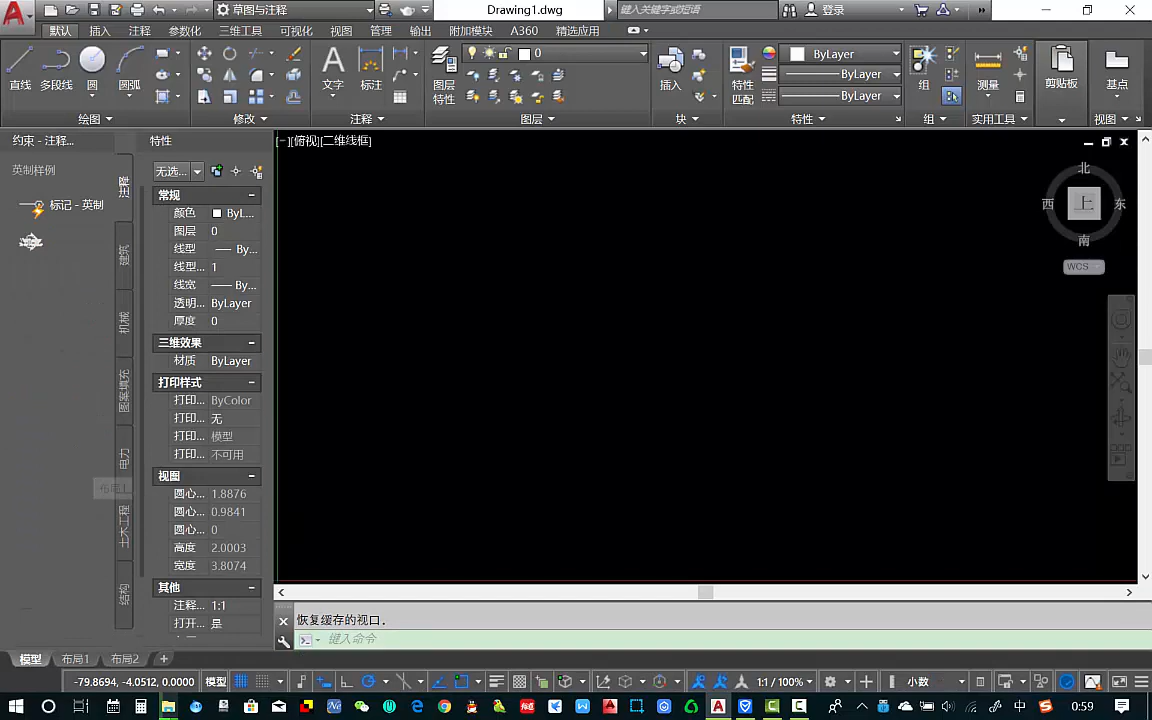 草图与注释
Drawing1.dwg
键入关键字或短语
登录
默认 插入 注释 参数化 三维工具 可视化 视图 管理 输出 附加模块 A360 精选应用
直线 多段线 圆 圆弧
文字 标注
图层特性
0
插入
特性匹配
ByLayer
ByLayer
ByLayer
组
测量
剪贴板
基点
绘图 修改 注释 图层 块 特性 组 实用工具 视图
约束 - 注释...
英制样例
标记 - 英制
注释
建筑
机械
图案填充
电力
土木工程
结构
布局1
特性
无选...
常规
颜色 ByL...
图层 0
线型 By...
线型... 1
线宽 By...
透明... ByLayer
厚度 0
三维效果
材质 ByLayer
打印样式
打印... ByColor
打印... 无
打印... 模型
打印... 不可用
视图
圆心... 1.8876
圆心... 0.9841
圆心... 0
高度 2.0003
宽度 3.8074
其他
注释... 1:1
打开... 是
[-][俯视][二维线框]
北
西 上 东
南
WCS
恢复缓存的视口.
键入命令
模型 布局1 布局2 +
-79.8694, -4.0512, 0.0000 模型
1:1 / 100%
小数
中
0:59